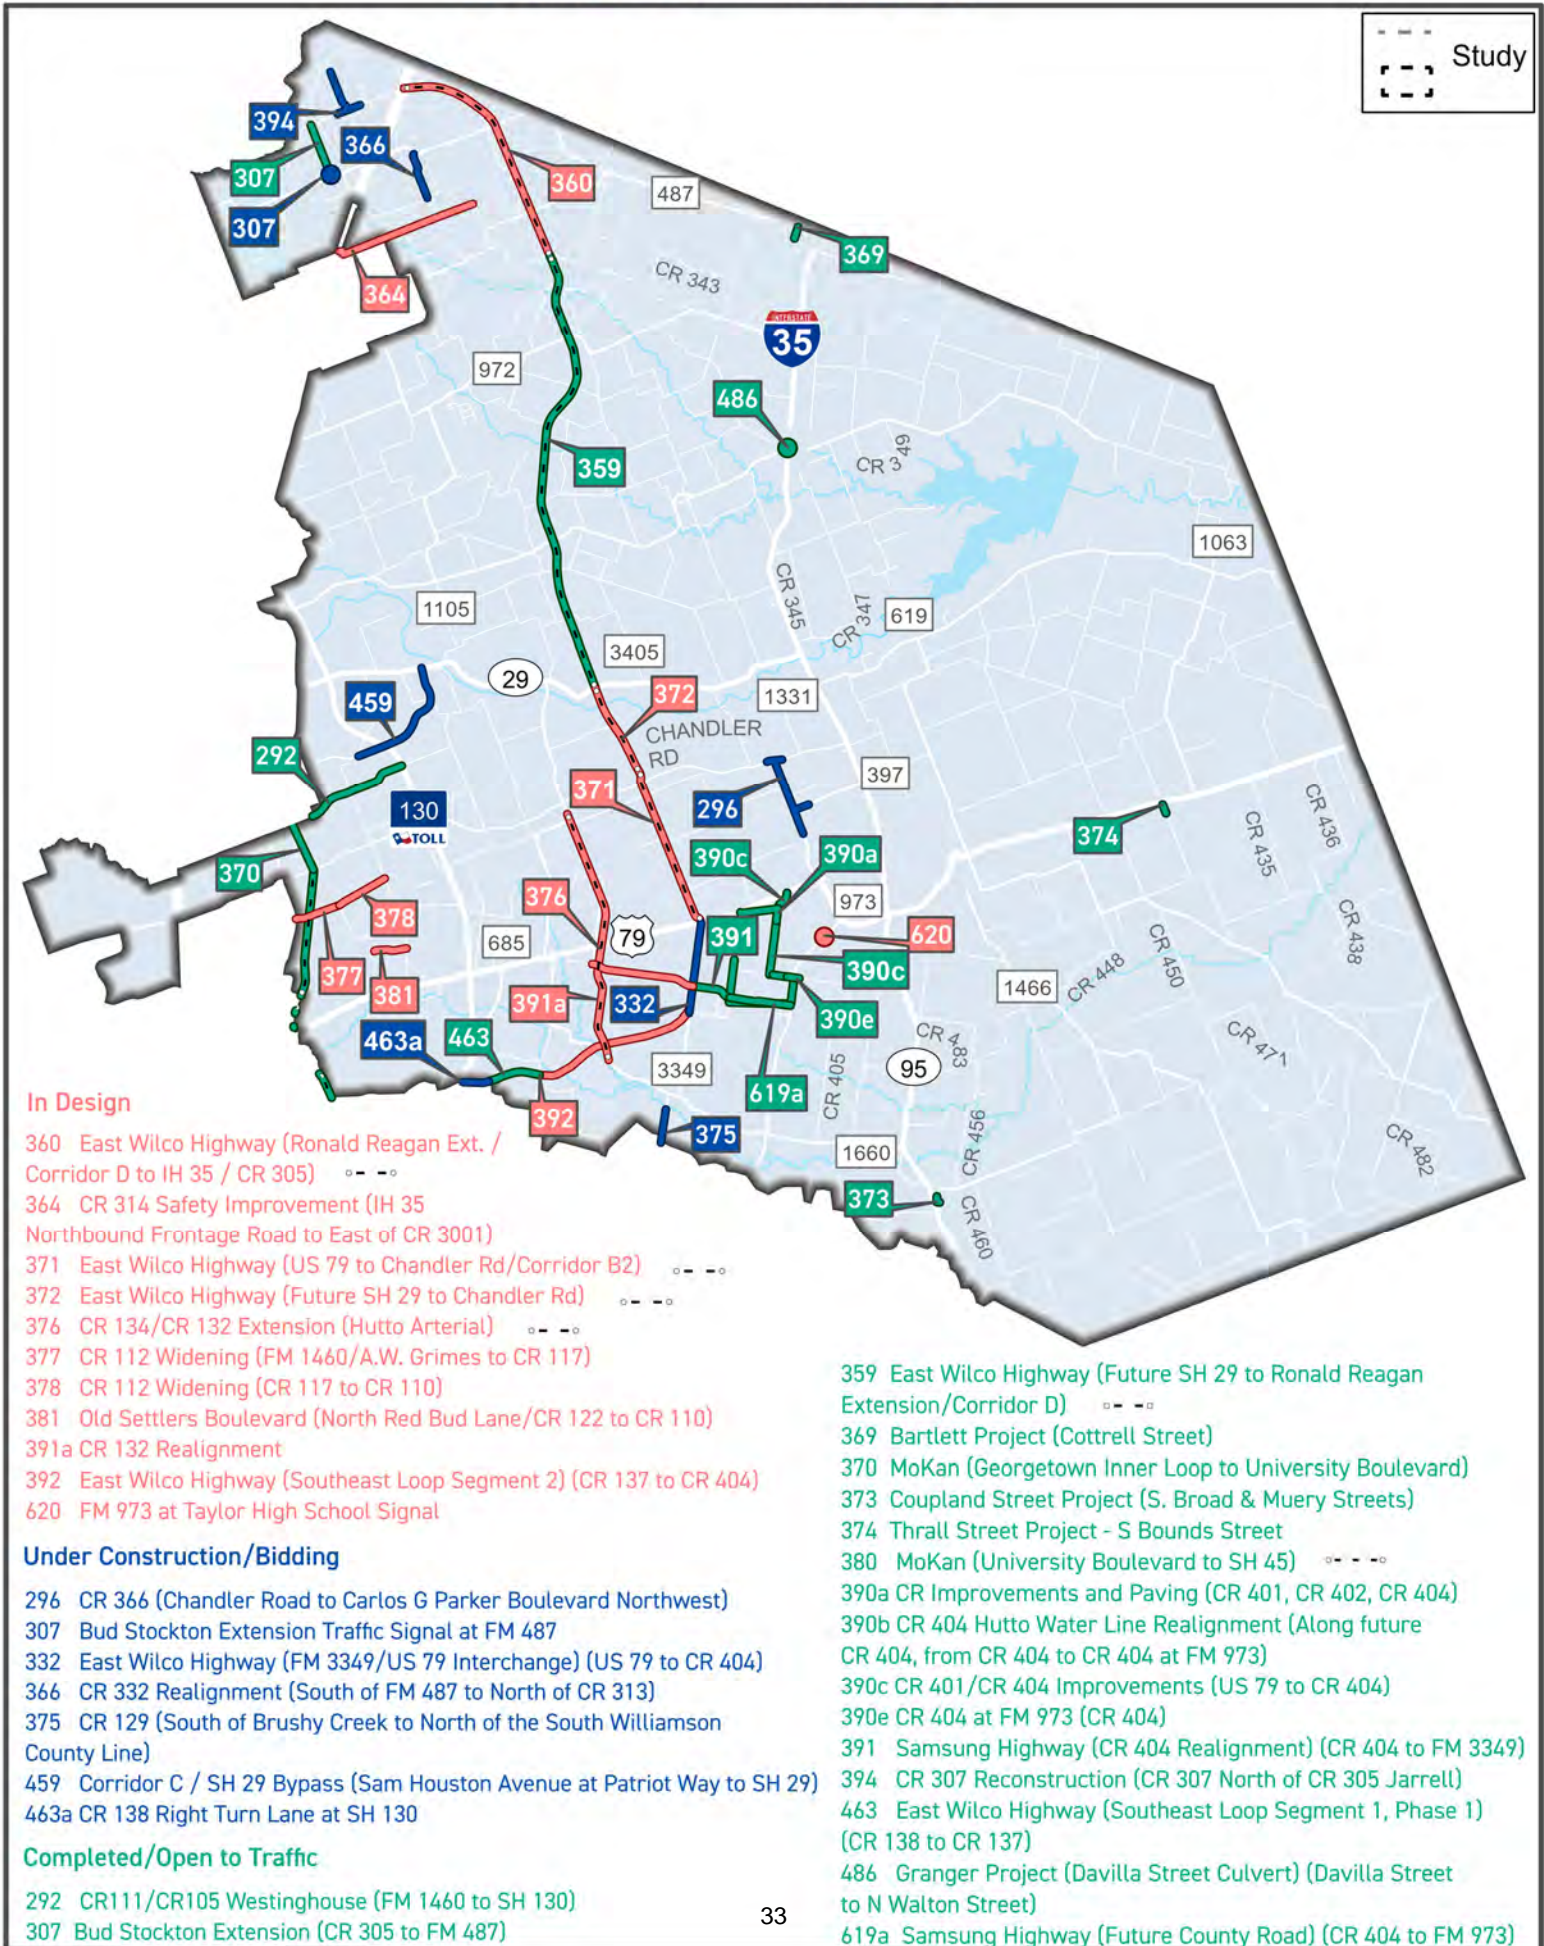 Study
394
366
307
307
360
487
369
364
CR 343
INTERSTATE
35
972
486
359
CR 349
1063
CR 345
1105
CR 347
619
3405
29
372
1331
459
CHANDLER
RD
292
397
371
296
130
TOLL
374
CR 436
CR 435
390c
390a
370
376
973
378
79
685
391
620
CR 438
390c
CR 450
377
381
1466
CR 448
391a
332
390e
463a
463
CR 483
CR 471
3349
95
619a
CR 405
392
375
1660
CR 456
CR 482
373
CR 460
In Design
360 East Wilco Highway (Ronald Reagan Ext. /
Corridor D to IH 35 / CR 305)
364 CR 314 Safety Improvement (IH 35
Northbound Frontage Road to East of CR 3001)
371 East Wilco Highway (US 79 to Chandler Rd/Corridor B2)
372 East Wilco Highway (Future SH 29 to Chandler Rd)
376 CR 134/CR 132 Extension (Hutto Arterial)
377 CR 112 Widening (FM 1460/A.W. Grimes to CR 117)
378 CR 112 Widening (CR 117 to CR 110)
381 Old Settlers Boulevard (North Red Bud Lane/CR 122 to CR 110)
391a CR 132 Realignment
392 East Wilco Highway (Southeast Loop Segment 2) (CR 137 to CR 404)
620 FM 973 at Taylor High School Signal
Under Construction/Bidding
296 CR 366 (Chandler Road to Carlos G Parker Boulevard Northwest)
307 Bud Stockton Extension Traffic Signal at FM 487
332 East Wilco Highway (FM 3349/US 79 Interchange) (US 79 to CR 404)
366 CR 332 Realignment (South of FM 487 to North of CR 313)
375 CR 129 (South of Brushy Creek to North of the South Williamson
County Line)
459 Corridor C / SH 29 Bypass (Sam Houston Avenue at Patriot Way to SH 29)
463a CR 138 Right Turn Lane at SH 130
Completed/Open to Traffic
292 CR111/CR105 Westinghouse (FM 1460 to SH 130)
307 Bud Stockton Extension (CR 305 to FM 487)
359 East Wilco Highway (Future SH 29 to Ronald Reagan
Extension/Corridor D)
369 Bartlett Project (Cottrell Street)
370 MoKan (Georgetown Inner Loop to University Boulevard)
373 Coupland Street Project (S. Broad & Muery Streets)
374 Thrall Street Project - S Bounds Street
380 MoKan (University Boulevard to SH 45)
390a CR Improvements and Paving (CR 401, CR 402, CR 404)
390b CR 404 Hutto Water Line Realignment (Along future
CR 404, from CR 404 to CR 404 at FM 973)
390c CR 401/CR 404 Improvements (US 79 to CR 404)
390e CR 404 at FM 973 (CR 404)
391 Samsung Highway (CR 404 Realignment) (CR 404 to FM 3349)
394 CR 307 Reconstruction (CR 307 North of CR 305 Jarrell)
463 East Wilco Highway (Southeast Loop Segment 1, Phase 1)
(CR 138 to CR 137)
486 Granger Project (Davilla Street Culvert) (Davilla Street
to N Walton Street)
619a Samsung Highway (Future County Road) (CR 404 to FM 973)
33